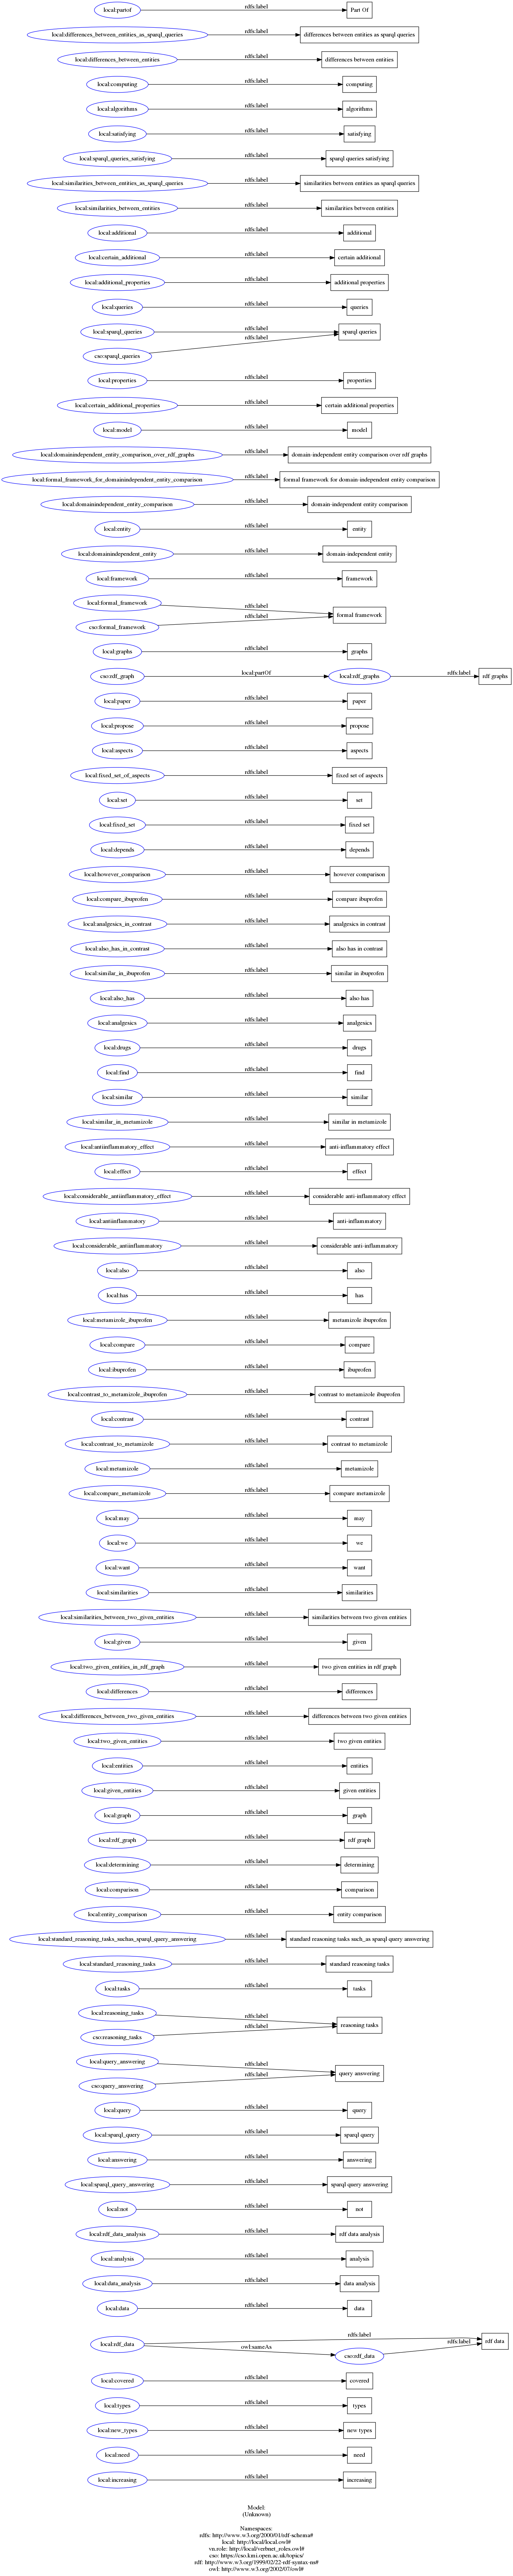 local:partof rdfs:label Part Of
local:differences_between_entities_as_sparql_queries rdfs:label differences between entities as sparql queries
local:differences_between_entities rdfs:label differences between entities
local:computing rdfs:label computing
local:algorithms rdfs:label algorithms
local:satisfying rdfs:label satisfying
local:sparql_queries_satisfying rdfs:label sparql queries satisfying
local:similarities_between_entities_as_sparql_queries rdfs:label similarities between entities as sparql queries
local:similarities_between_entities rdfs:label similarities between entities
local:additional rdfs:label additional
local:certain_additional rdfs:label certain additional
local:additional_properties rdfs:label additional properties
local:queries rdfs:label queries
local:sparql_queries rdfs:label sparql queries
cso:sparql_queries rdfs:label
local:properties rdfs:label properties
local:certain_additional_properties rdfs:label certain additional properties
local:model rdfs:label model
local:domainindependent_entity_comparison_over_rdf_graphs rdfs:label domain-independent entity comparison over rdf graphs
local:formal_framework_for_domainindependent_entity_comparison rdfs:label formal framework for domain-independent entity comparison
local:domainindependent_entity_comparison rdfs:label domain-independent entity comparison
local:entity rdfs:label entity
local:domainindependent_entity rdfs:label domain-independent entity
local:framework rdfs:label framework
local:formal_framework rdfs:label formal framework
cso:formal_framework rdfs:label
local:graphs rdfs:label graphs
cso:rdf_graph local:partOf local:rdf_graphs rdfs:label rdf graphs
local:paper rdfs:label paper
local:propose rdfs:label propose
local:aspects rdfs:label aspects
local:fixed_set_of_aspects rdfs:label fixed set of aspects
local:set rdfs:label set
local:fixed_set rdfs:label fixed set
local:depends rdfs:label depends
local:however_comparison rdfs:label however comparison
local:compare_ibuprofen rdfs:label compare ibuprofen
local:analgesics_in_contrast rdfs:label analgesics in contrast
local:also_has_in_contrast rdfs:label also has in contrast
local:similar_in_ibuprofen rdfs:label similar in ibuprofen
local:also_has rdfs:label also has
local:analgesics rdfs:label analgesics
local:drugs rdfs:label drugs
local:find rdfs:label find
local:similar rdfs:label similar
local:similar_in_metamizole rdfs:label similar in metamizole
local:antiinflammatory_effect rdfs:label anti-inflammatory effect
local:effect rdfs:label effect
local:considerable_antiinflammatory_effect rdfs:label considerable anti-inflammatory effect
local:antiinflammatory rdfs:label anti-inflammatory
local:considerable_antiinflammatory rdfs:label considerable anti-inflammatory
local:also rdfs:label also
local:has rdfs:label has
local:metamizole_ibuprofen rdfs:label metamizole ibuprofen
local:compare rdfs:label compare
local:ibuprofen rdfs:label ibuprofen
local:contrast_to_metamizole_ibuprofen rdfs:label contrast to metamizole ibuprofen
local:contrast rdfs:label contrast
local:contrast_to_metamizole rdfs:label contrast to metamizole
local:metamizole rdfs:label metamizole
local:compare_metamizole rdfs:label compare metamizole
local:may rdfs:label may
local:we rdfs:label we
local:want rdfs:label want
local:similarities rdfs:label similarities
local:similarities_between_two_given_entities rdfs:label similarities between two given entities
local:given rdfs:label given
local:two_given_entities_in_rdf_graph rdfs:label two given entities in rdf graph
local:differences rdfs:label differences
local:differences_between_two_given_entities rdfs:label differences between two given entities
local:two_given_entities rdfs:label two given entities
local:entities rdfs:label entities
local:given_entities rdfs:label given entities
local:graph rdfs:label graph
local:rdf_graph rdfs:label rdf graph
local:determining rdfs:label determining
local:comparison rdfs:label comparison
local:entity_comparison rdfs:label entity comparison
local:standard_reasoning_tasks_suchas_sparql_query_answering rdfs:label standard reasoning tasks such_as sparql query answering
local:standard_reasoning_tasks rdfs:label standard reasoning tasks
local:tasks rdfs:label tasks
local:reasoning_tasks rdfs:label reasoning tasks
cso:reasoning_tasks rdfs:label
local:query_answering rdfs:label query answering
cso:query_answering rdfs:label
local:query rdfs:label query
local:sparql_query rdfs:label sparql query
local:answering rdfs:label answering
local:sparql_query_answering rdfs:label sparql query answering
local:not rdfs:label not
local:rdf_data_analysis rdfs:label rdf data analysis
local:analysis rdfs:label analysis
local:data_analysis rdfs:label data analysis
local:data rdfs:label data
local:rdf_data rdfs:label rdf data
owl:sameAs cso:rdf_data rdfs:label
local:covered rdfs:label covered
local:types rdfs:label types
local:new_types rdfs:label new types
local:need rdfs:label need
local:increasing rdfs:label increasing
Model:
(Unknown)
Namespaces:
rdfs: http://www.w3.org/2000/01/rdf-schema#
local: http://local/local.owl#
vn.role: http://local/verbnet_roles.owl#
cso: https://cso.kmi.open.ac.uk/topics/
rdf: http://www.w3.org/1999/02/22-rdf-syntax-ns#
owl: http://www.w3.org/2002/07/owl#